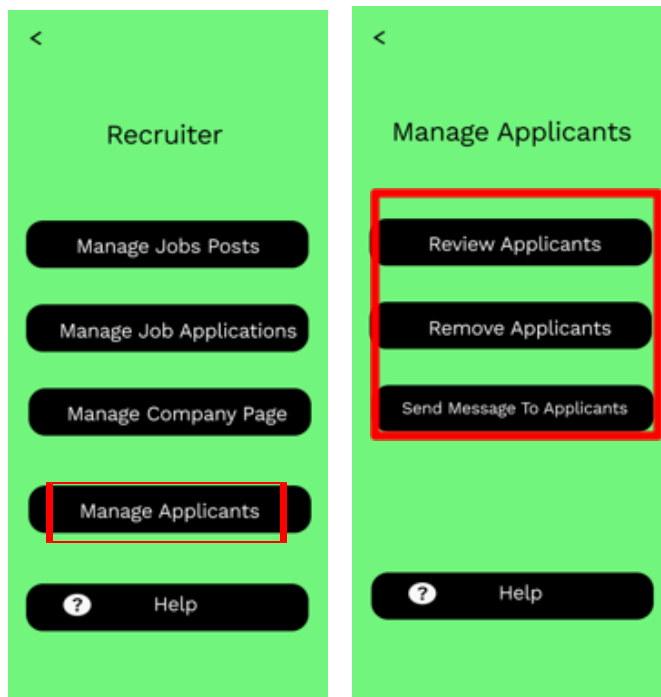 <
Recruiter
Manage Jobs Posts
Manage Job Applications
Manage Company Page
Manage Applicants
? Help
<
Manage Applicants
Review Applicants
Remove Applicants
Send Message To Applicants
? Help